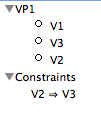 VP1
V1
V3
V2
Constraints
V2 ⇒ V3